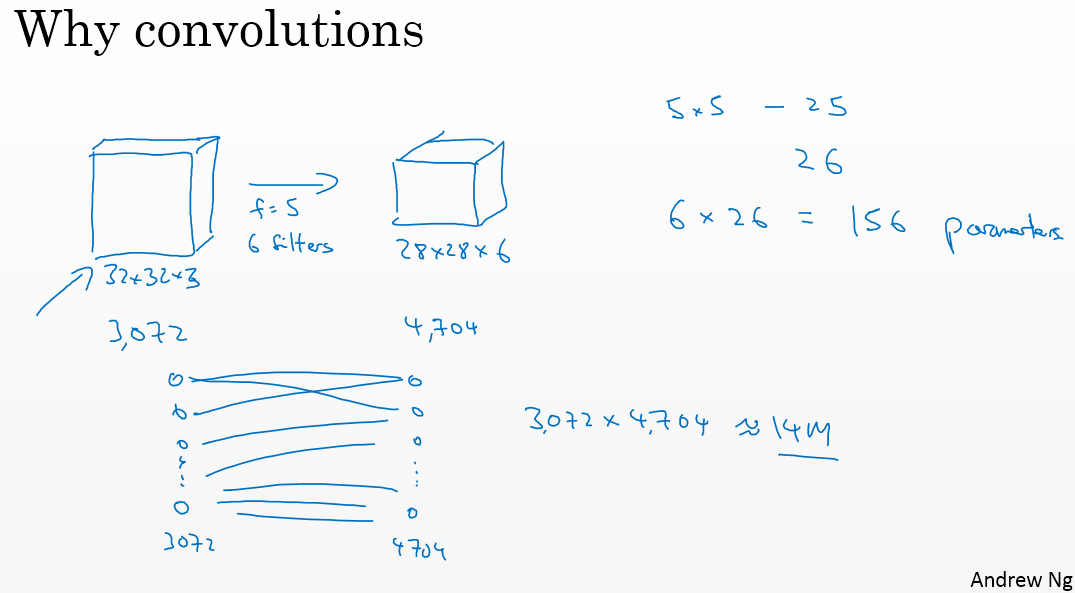 Why convolutions
5×5 – 25
26
6 × 26 = 156 parameters
f=5
6 filters
32×32×3
28×28×6
3,072
4,704
3,072 × 4,704 ≈ 14M
3072
4704
Andrew Ng